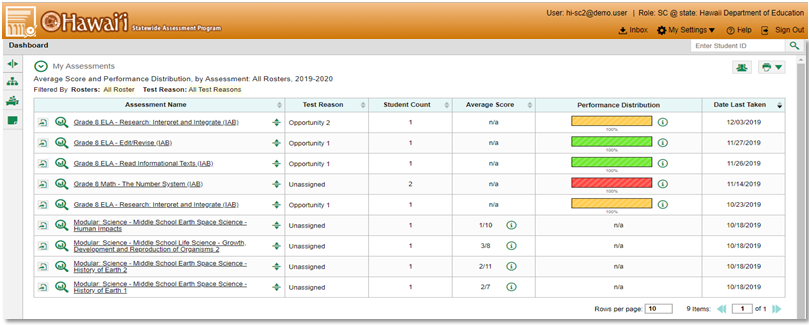 User: hi-sc2@demo.user | Role: SC @ state: Hawaii Department of Education
OHawai'i Statewide Assessment Program
Inbox My Settings Help Sign Out
Dashboard
Enter Student ID
My Assessments
Average Score and Performance Distribution, by Assessment: All Rosters, 2019-2020
Filtered By Rosters: All Roster Test Reason: All Test Reasons
Assessment Name Test Reason Student Count Average Score Performance Distribution Date Last Taken
Grade 8 ELA - Research: Interpret and Integrate (IAB) Opportunity 2 1 n/a 12/03/2019
100%
Grade 8 ELA - Edit/Revise (IAB) Opportunity 1 1 n/a 11/27/2019
100%
Grade 8 ELA - Read Informational Texts (IAB) Opportunity 1 1 n/a 11/26/2019
100%
Grade 8 Math - The Number System (IAB) Unassigned 2 n/a 11/14/2019
100%
Grade 8 ELA - Research: Interpret and Integrate (IAB) Opportunity 1 1 n/a 10/23/2019
100%
Modular: Science - Middle School Earth Space Science -
Human Impacts Unassigned 1 1/10 n/a 10/18/2019
Modular: Science - Middle School Life Science - Growth,
Development and Reproduction of Organisms 2 Unassigned 1 3/8 n/a 10/18/2019
Modular: Science - Middle School Earth Space Science -
History of Earth 2 Unassigned 1 2/11 n/a 10/18/2019
Modular: Science - Middle School Earth Space Science -
History of Earth 1 Unassigned 1 2/7 n/a 10/18/2019
Rows per page: 10 9 Items: 1 of 1